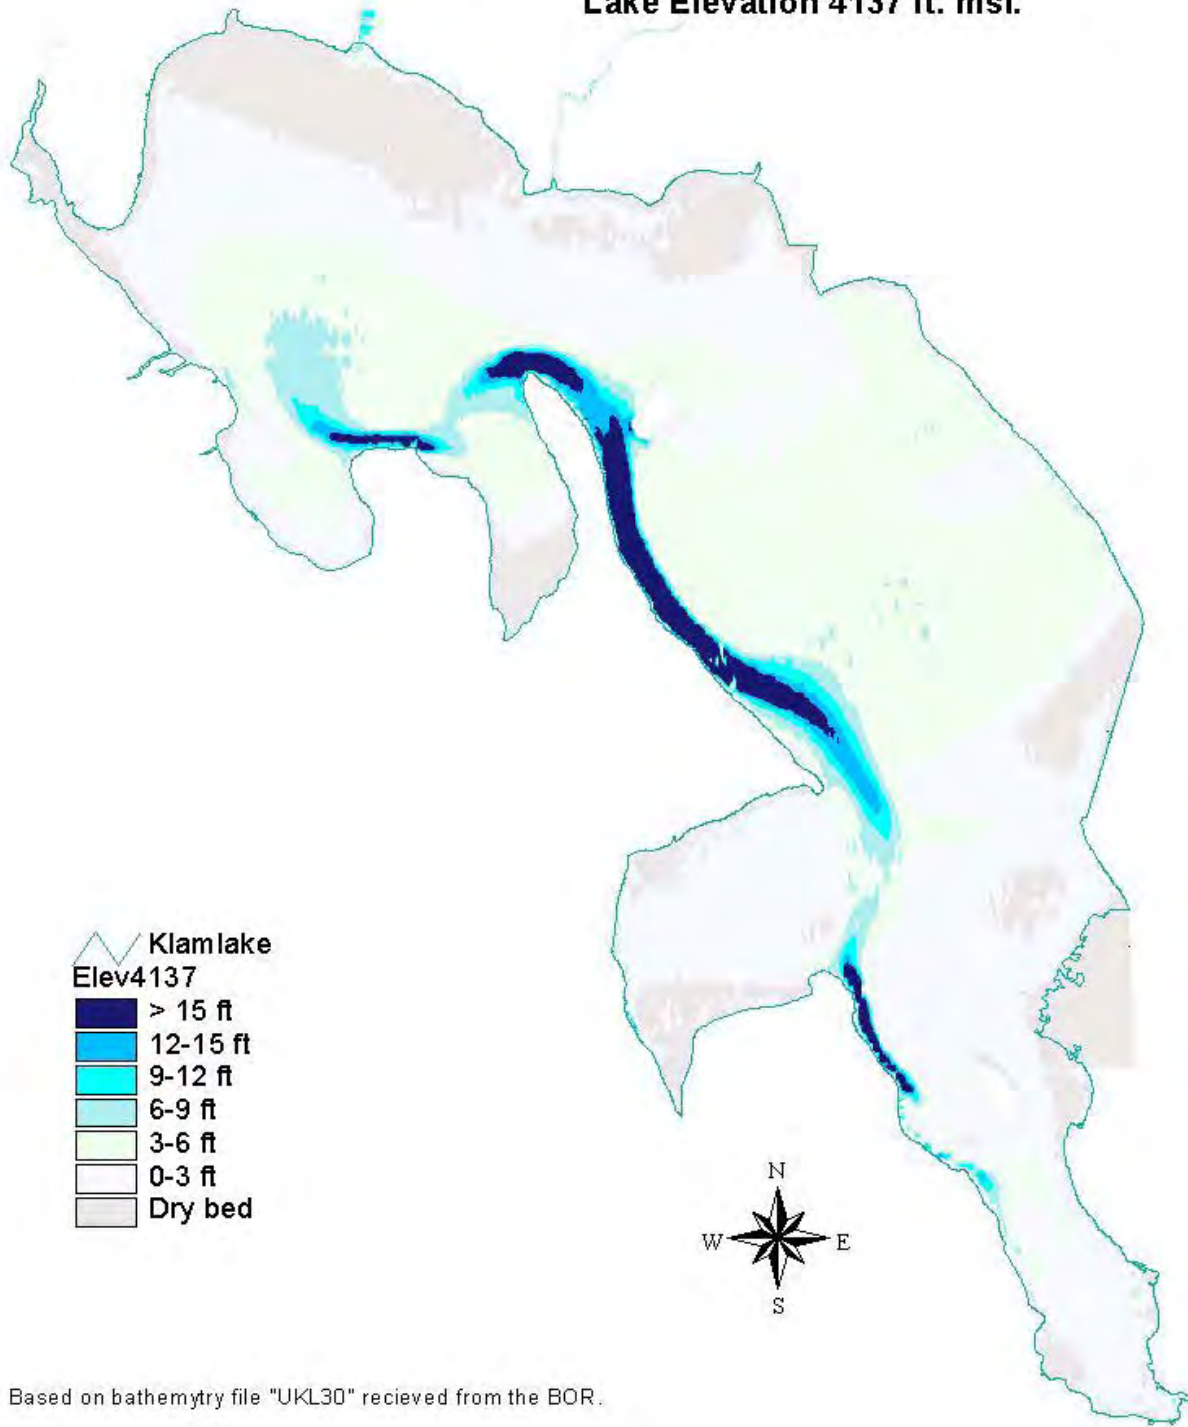 Lake Elevation 4137 ft. msl.
Klamlake
Elev4137
> 15 ft
12-15 ft
9-12 ft
6-9 ft
3-6 ft
0-3 ft
Dry bed
N
W E
S
Based on bathemytry file "UKL30" recieved from the BOR.